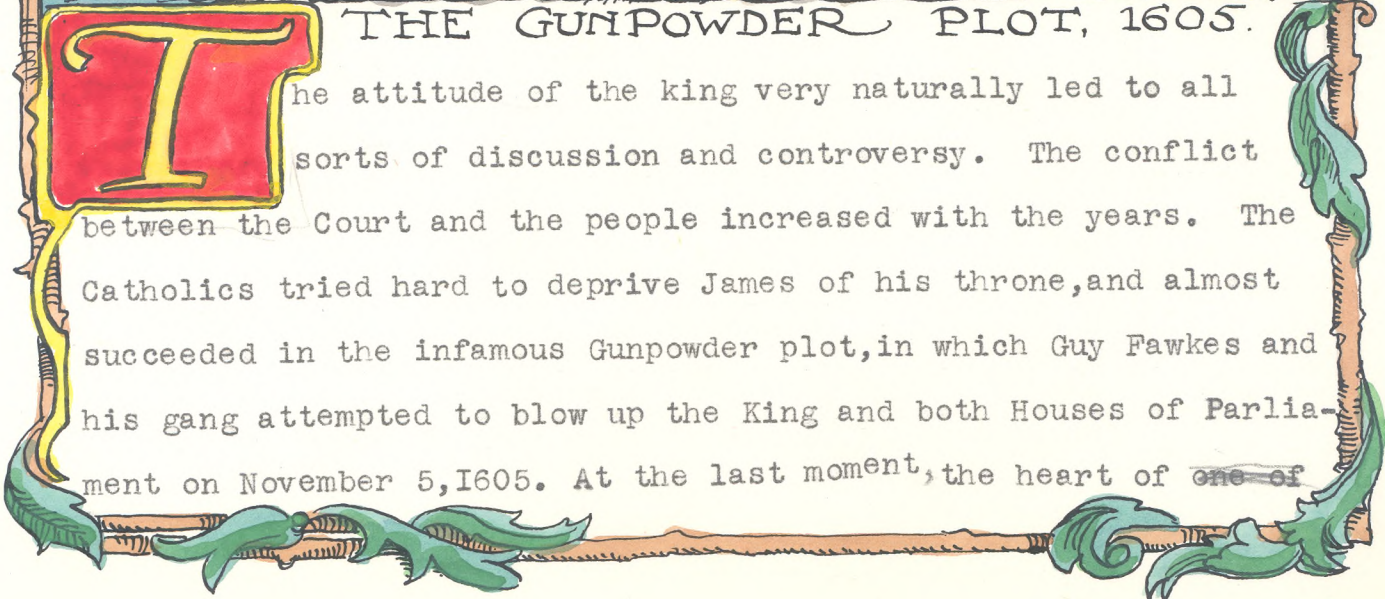 THE GUNPOWDER PLOT, 1605.
The attitude of the king very naturally led to all
sorts of discussion and controversy. The conflict
between the Court and the people increased with the years. The
Catholics tried hard to deprive James of his throne,and almost
succeeded in the infamous Gunpowder plot,in which Guy Fawkes and
his gang attempted to blow up the King and both Houses of Parlia-
ment on November 5,I605. At the last moment,the heart of one of